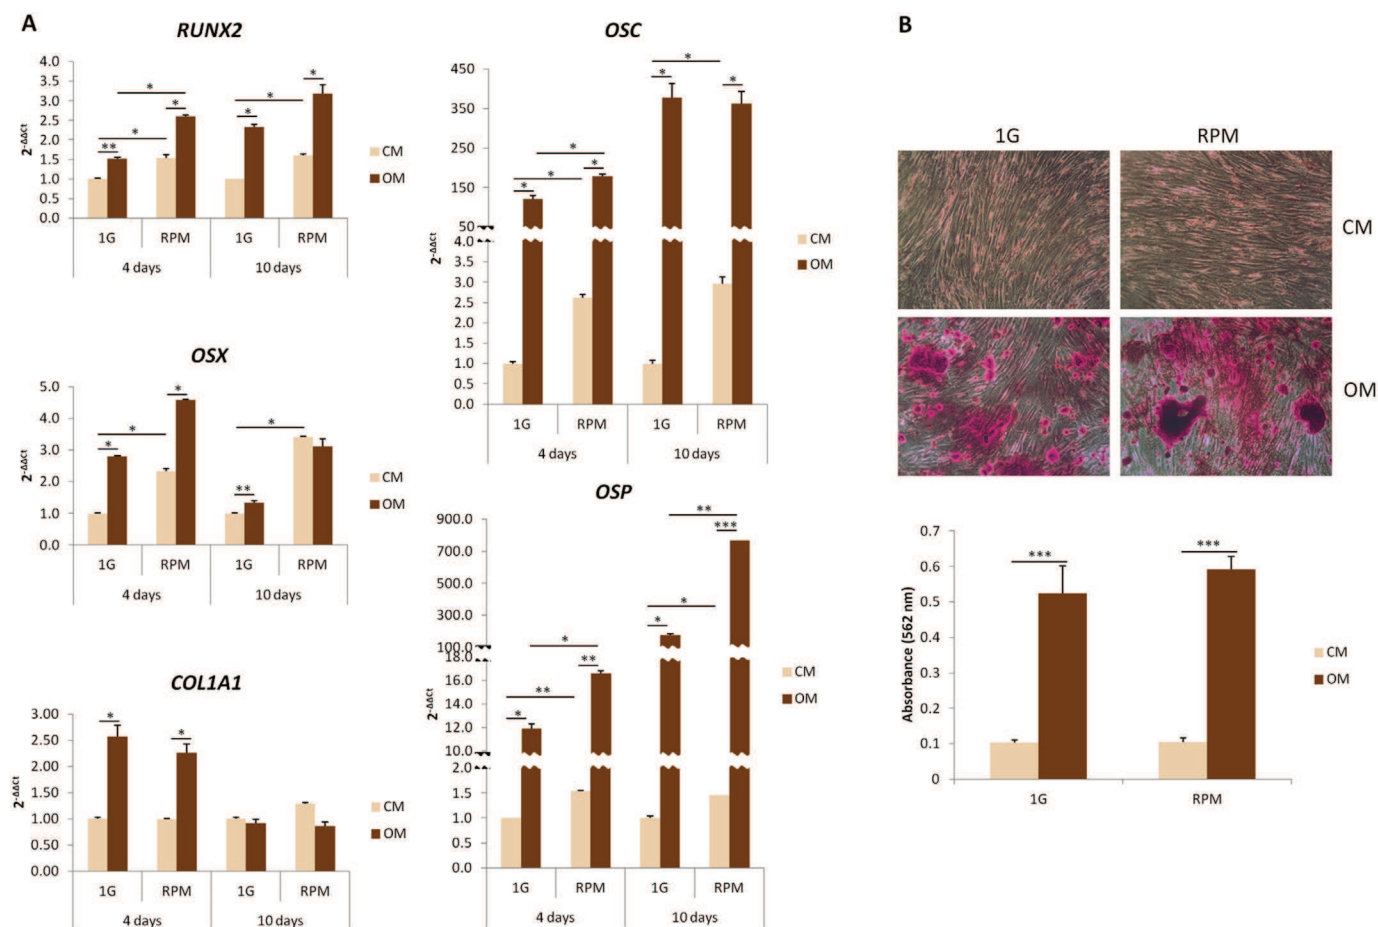 A
RUNX2
4.0
3.5
3.0
2.5
2.0
1.5
1.0
0.5
0.0
2^-ΔΔCt
** * * * * * *
CM
OM
1G RPM 1G RPM
4 days 10 days
OSX
5.0
4.0
3.0
2.0
1.0
0.0
2^-ΔΔCt
* * * ** *
CM
OM
1G RPM 1G RPM
4 days 10 days
COL1A1
3.00
2.50
2.00
1.50
1.00
0.50
0.00
2^-ΔΔCt
* *
CM
OM
1G RPM 1G RPM
4 days 10 days
OSC
450
350
250
150
50
4.0
3.5
3.0
2.5
2.0
1.5
1.0
0.5
0.0
2^-ΔΔCt
* * * * * * *
CM
OM
1G RPM 1G RPM
4 days 10 days
OSP
900.0
700.0
500.0
300.0
100.0
18.0
16.0
14.0
12.0
10.0
2.0
1.5
1.0
0.5
0.0
2^-ΔΔCt
* ** ** * * * *** **
CM
OM
1G RPM 1G RPM
4 days 10 days
B
1G RPM
CM
OM
0.7
0.6
0.5
0.4
0.3
0.2
0.1
0
Absorbance (562 nm)
*** ***
CM
OM
1G RPM